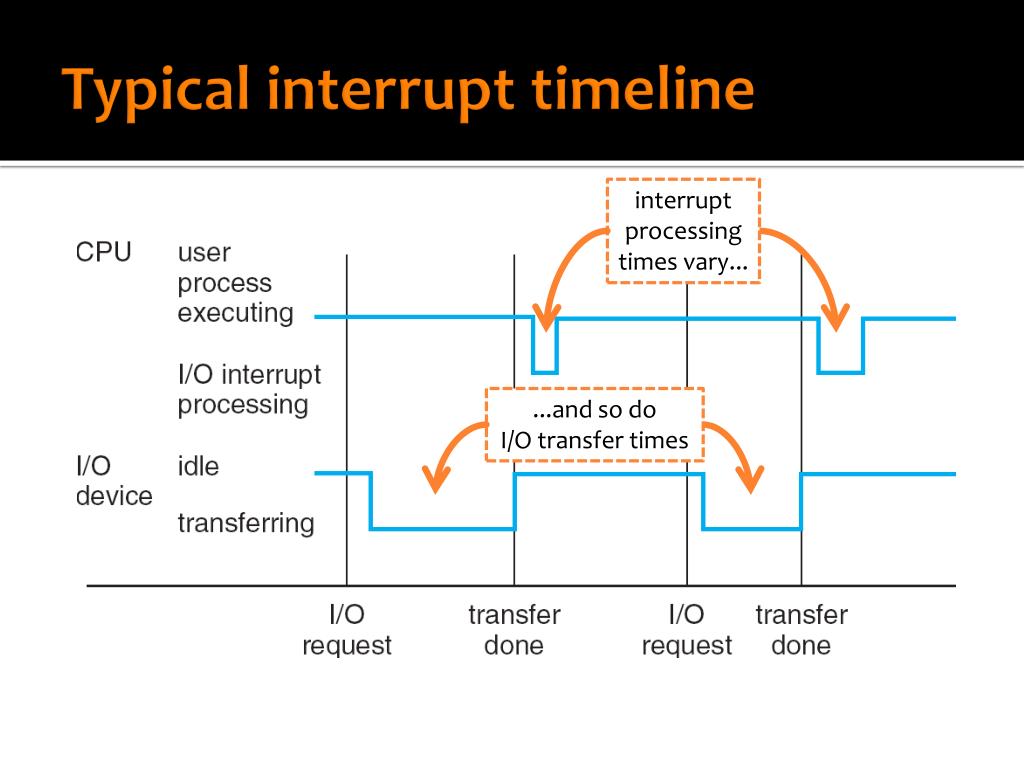 Typical interrupt timeline
interrupt
processing
times vary...
CPU
user
process
executing
I/O interrupt
processing
...and so do
I/O transfer times
I/O
device
idle
transferring
I/O
request
transfer
done
I/O
request
transfer
done